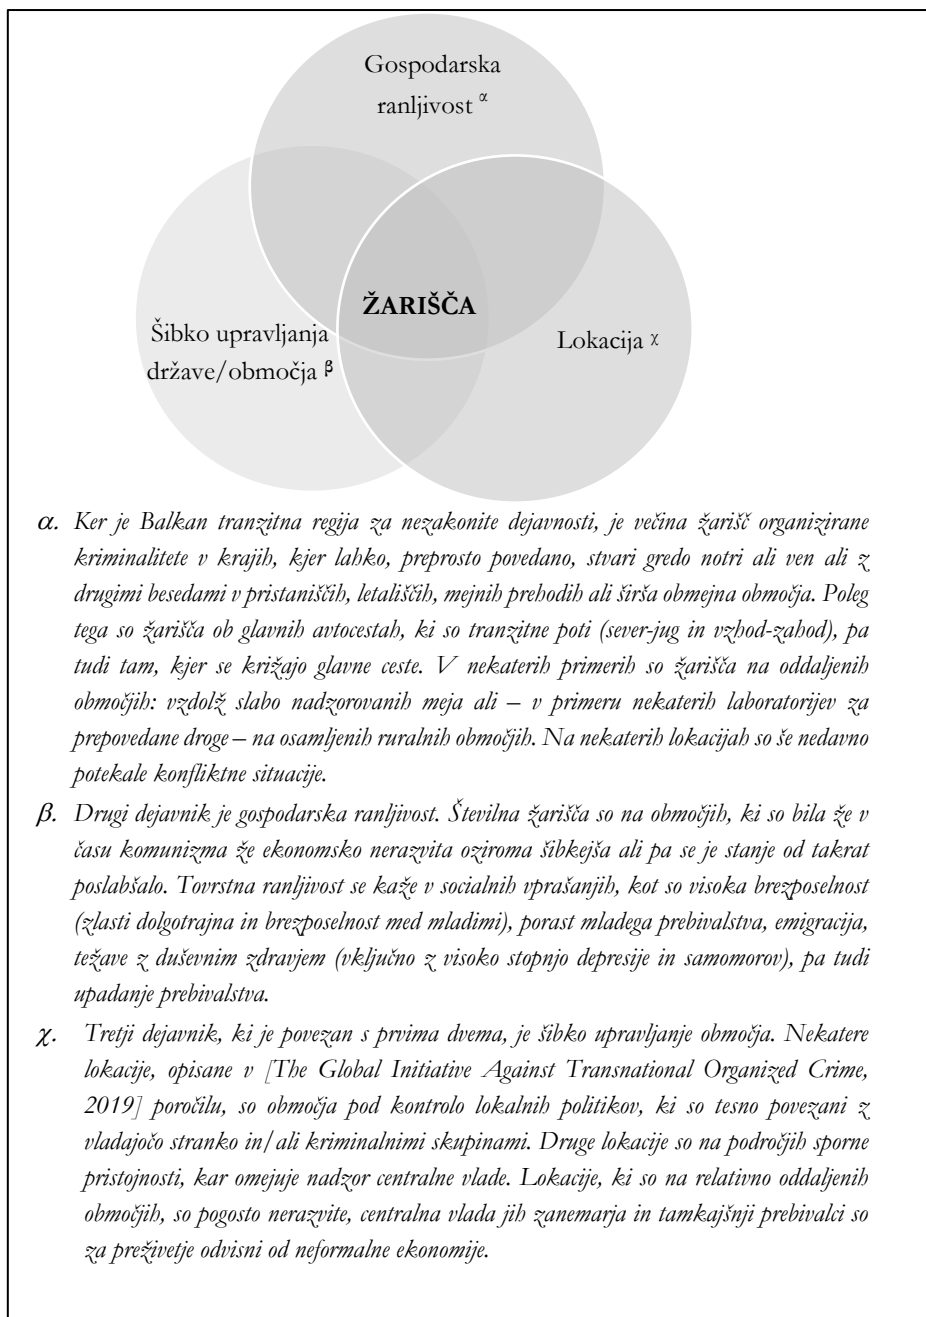 Gospodarska
ranljivost α
ŽARIŠČA
Šibko upravljanja
države/območja β
Lokacija χ
α. Ker je Balkan tranzitna regija za nezakonite dejavnosti, je večina žarišč organizirane
kriminalitete v krajih, kjer lahko, preprosto povedano, stvari gredo notri ali ven ali z
drugimi besedami v pristaniščih, letališčih, mejnih prehodih ali širša obmejna območja. Poleg
tega so žarišča ob glavnih avtocestah, ki so tranzitne poti (sever-jug in vzhod-zahod), pa
tudi tam, kjer se križajo glavne ceste. V nekaterih primerih so žarišča na oddaljenih
območjih: vzdolž slabo nadzorovanih meja ali – v primeru nekaterih laboratorijev za
prepovedane droge – na osamljenih ruralnih območjih. Na nekaterih lokacijah so še nedavno
potekale konfliktne situacije.
β. Drugi dejavnik je gospodarska ranljivost. Številna žarišča so na območjih, ki so bila že v
času komunizma že ekonomsko nerazvita oziroma šibkejša ali pa se je stanje od takrat
poslabšalo. Tovrstna ranljivost se kaže v socialnih vprašanjih, kot so visoka brezposelnost
(zlasti dolgotrajna in brezposelnost med mladimi), porast mladega prebivalstva, emigracija,
težave z duševnim zdravjem (vključno z visoko stopnjo depresije in samomorov), pa tudi
upadanje prebivalstva.
χ. Tretji dejavnik, ki je povezan s prvima dvema, je šibko upravljanje območja. Nekatere
lokacije, opisane v [The Global Initiative Against Transnational Organized Crime,
2019] poročilu, so območja pod kontrolo lokalnih politikov, ki so tesno povezani z
vladajočo stranko in/ali kriminalnimi skupinami. Druge lokacije so na področjih sporne
pristojnosti, kar omejuje nadzor centralne vlade. Lokacije, ki so na relativno oddaljenih
območjih, so pogosto nerazvite, centralna vlada jih zanemarja in tamkajšnji prebivalci so
za preživetje odvisni od neformalne ekonomije.